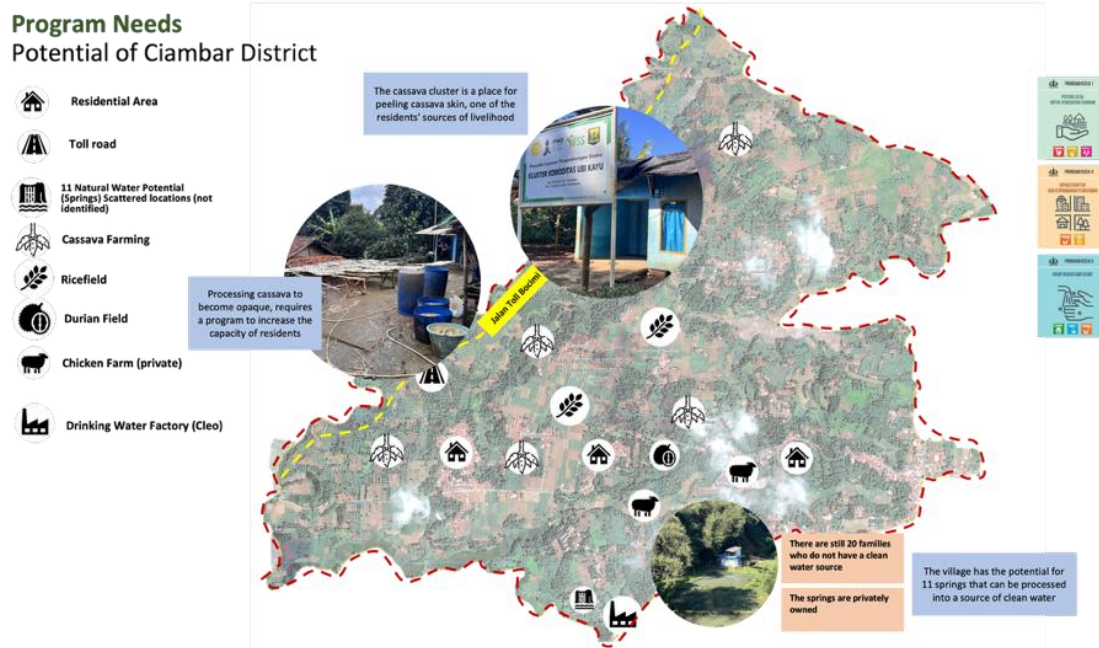 Program Needs
Potential of Ciambar District
Residential Area
Toll road
11 Natural Water Potential
(Springs) Scattered locations (not
identified)
Cassava Farming
Ricefield
Durian Field
Chicken Farm (private)
Drinking Water Factory (Cleo)
The cassava cluster is a place for
peeling cassava skin, one of the
residents' sources of livelihood
KLUSTER KOMODITAS UBI KAYU
Processing cassava to
become opaque, requires
a program to increase the
capacity of residents
Jalan Toll Bocimi
There are still 20 families
who do not have a clean
water source
The springs are privately
owned
The village has the potential for
11 springs that can be processed
into a source of clean water